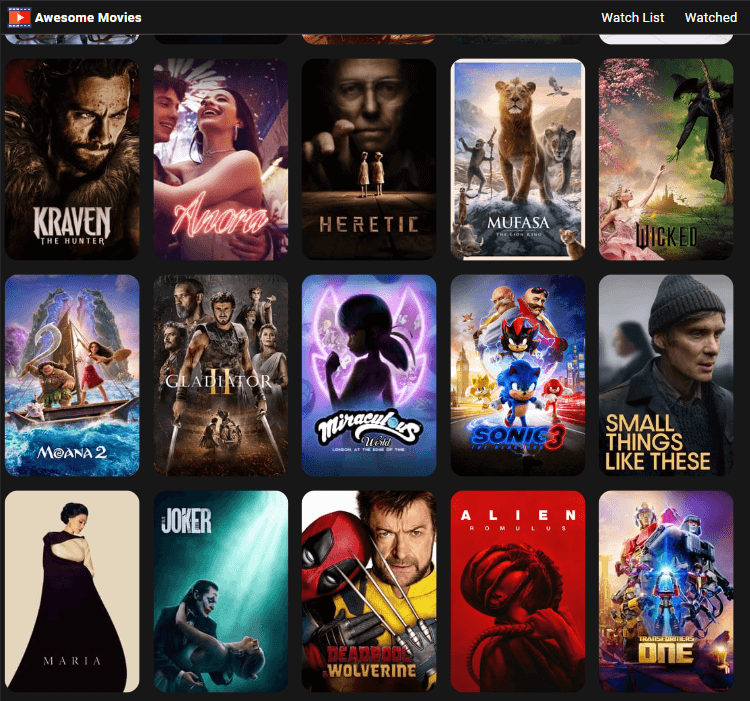 Awesome Movies
Watch List
Watched
KRAVEN
THE HUNTER
Anora
HERETIC
MUFASA
THE LION KING
WICKED
MOANA 2
GLADIATOR
II
Miraculous
World
LONDON, AT THE EDGE OF TIME
SONIC 3
THE HEDGEHOG
SMALL
THINGS
LIKE THESE
MARIA
JOKER
DEADPOOL
WOLVERINE
ALIEN
ROMULUS
TRANSFORMERS
ONE